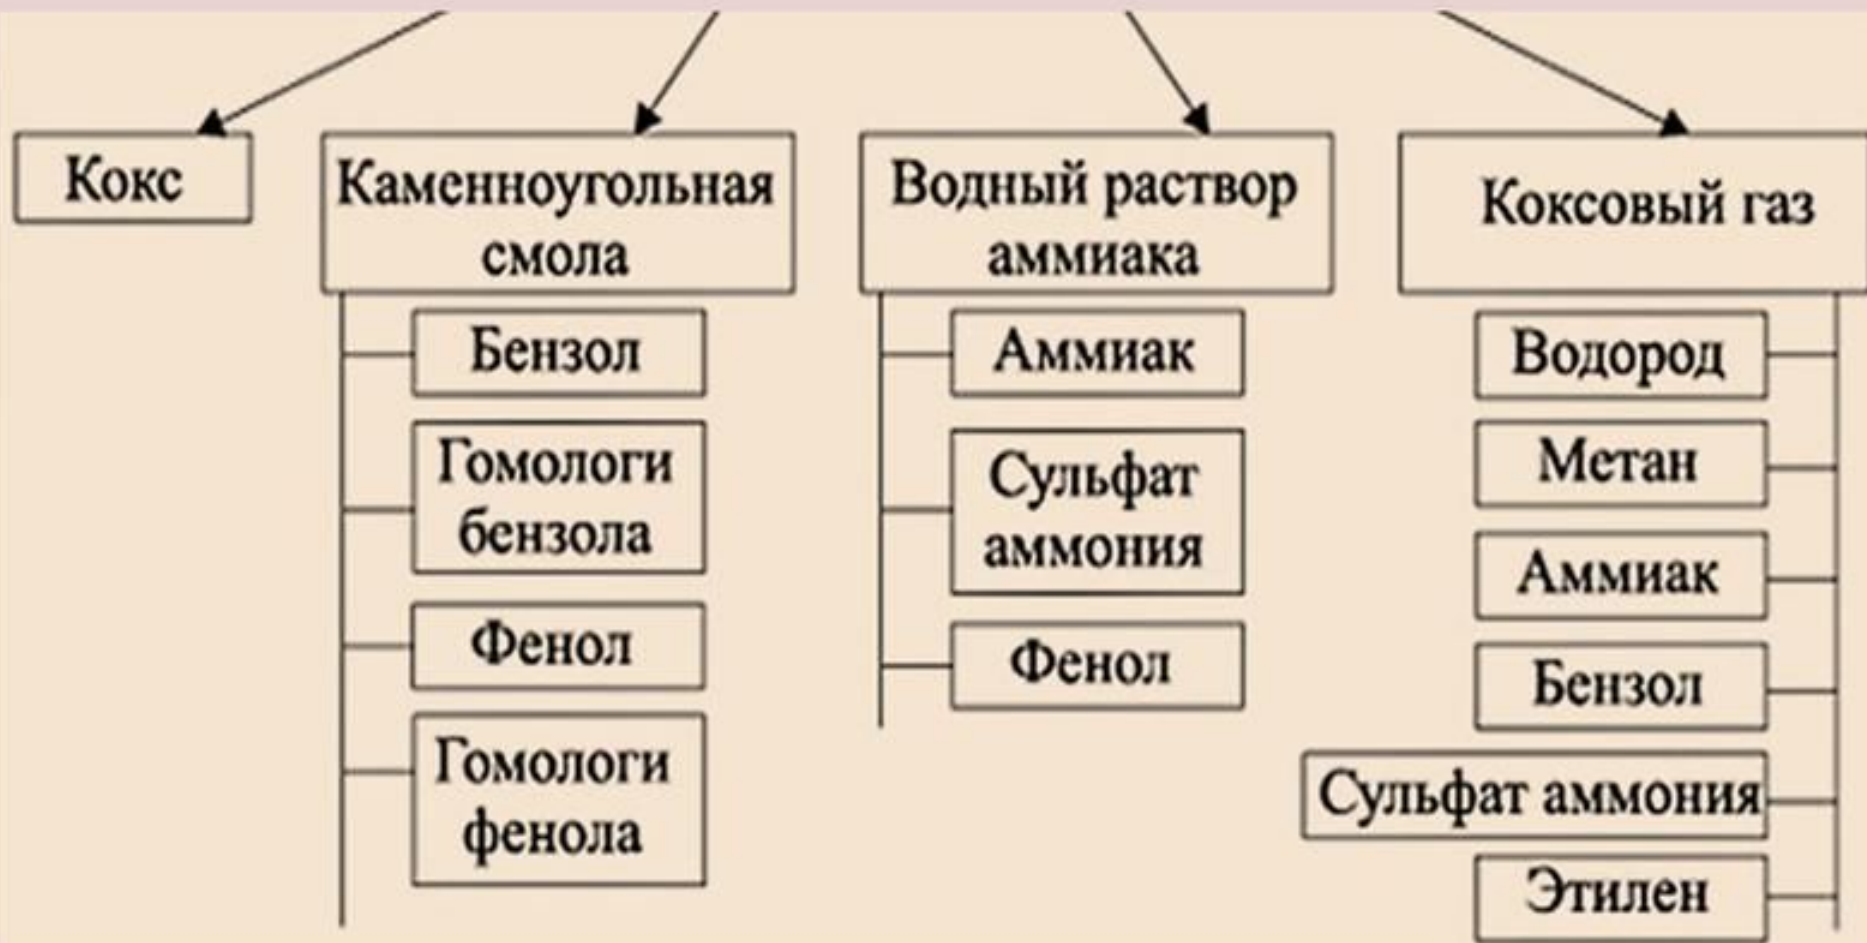 Кокс
Каменноугольная
смола
Бензол
Гомологи
бензола
Фенол
Гомологи
фенола
Водный раствор
аммиака
Аммиак
Сульфат
аммония
Фенол
Коксовый газ
Водород
Метан
Аммиак
Бензол
Сульфат аммония
Этилен